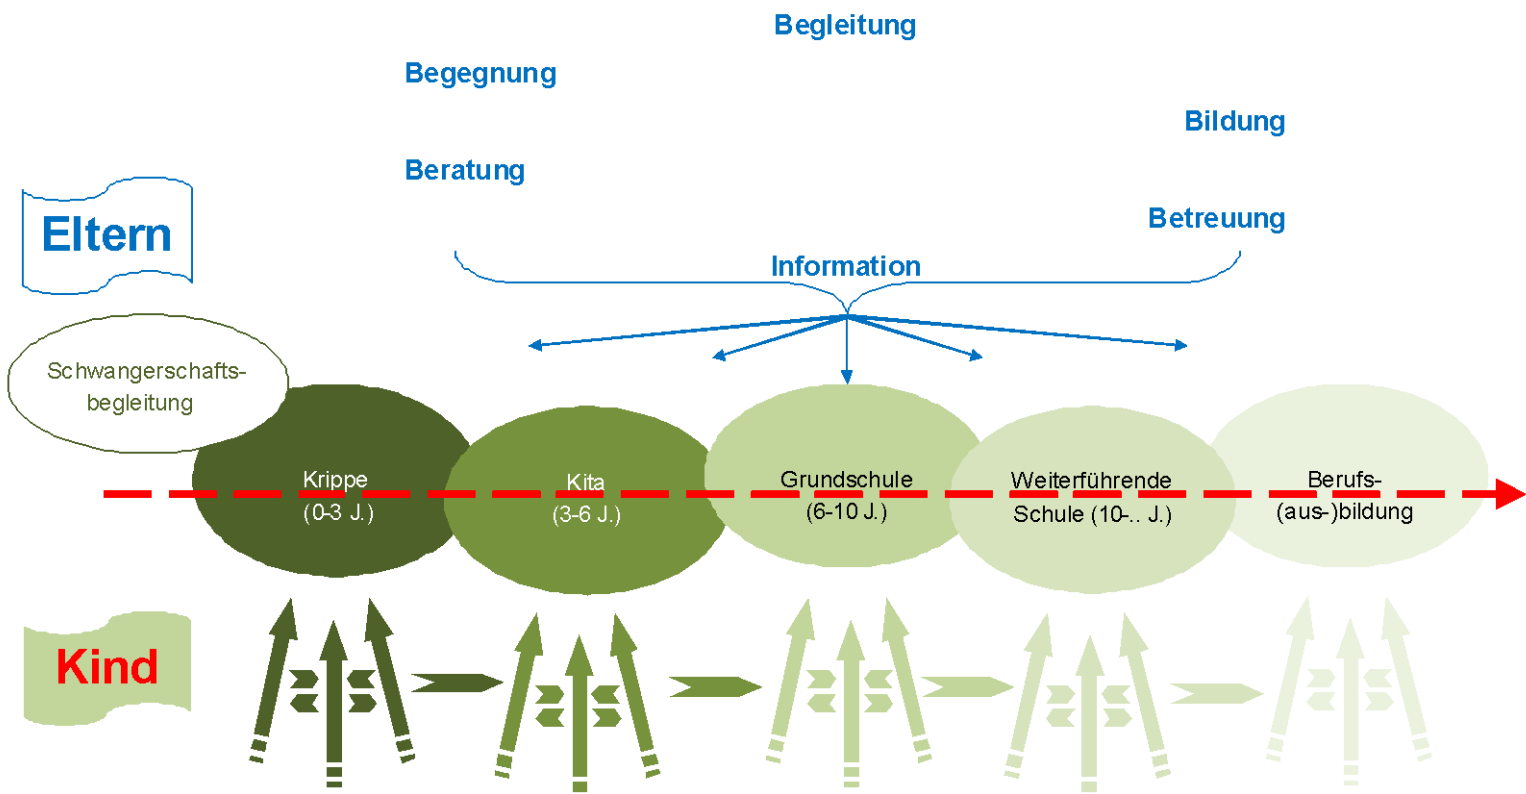 Begleitung
Begegnung
Bildung
Beratung
Eltern
Betreuung
Information
Schwangerschafts-
begleitung
Krippe
(0-3 J.)
Kita
(3-6 J.)
Grundschule
(6-10 J.)
Weiterführende
Schule (10-.. J.)
Berufs-
(aus-)bildung
Kind